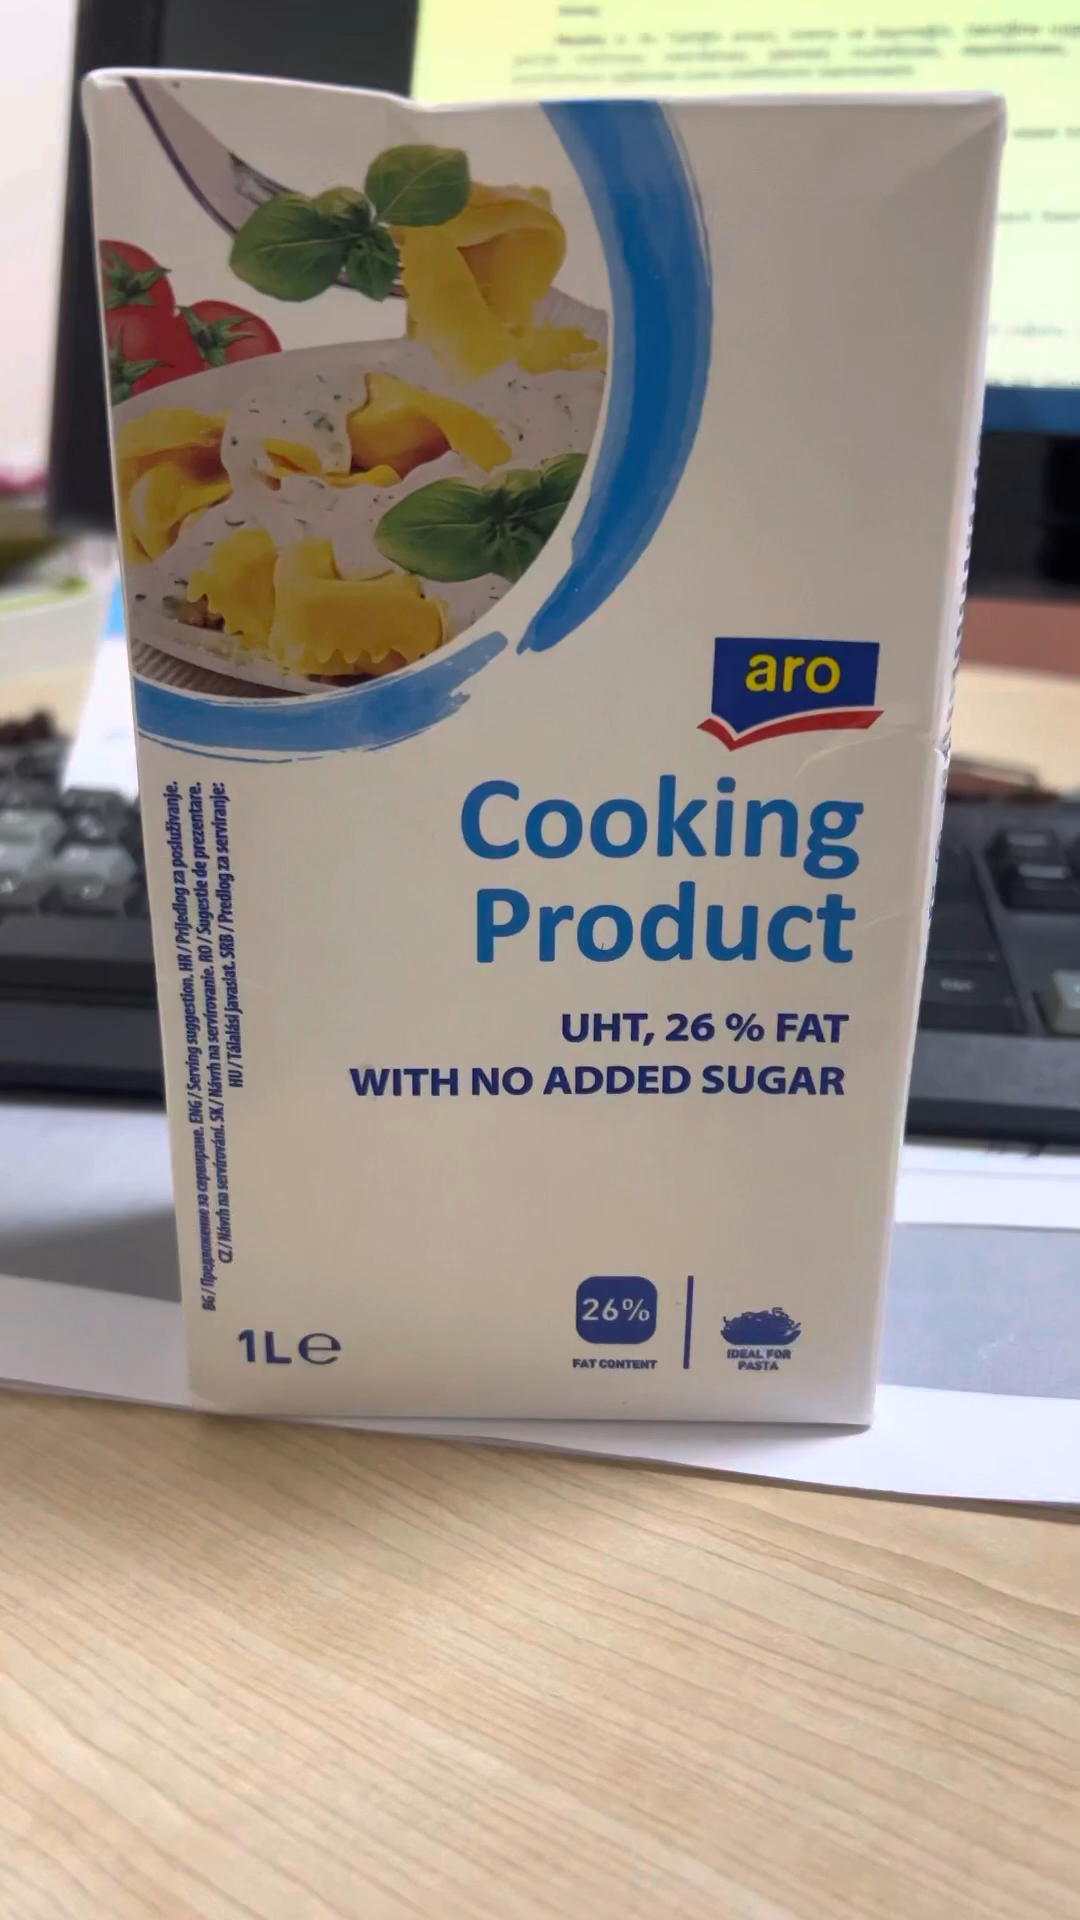 aro
Cooking
Product
UHT, 26 % FAT
WITH NO ADDED SUGAR
BG / Предложение за сервиране. ENG / Serving suggestion. HR / Prijedlog za posluživanje.
CZ / Návrh na servírování. SK / Návrh na servírovanie. RO / Sugestie de prezentare.
HU / Tálalási javaslat. SRB / Predlog za serviranje:
1L℮
26%
FAT CONTENT
IDEAL FOR
PASTA